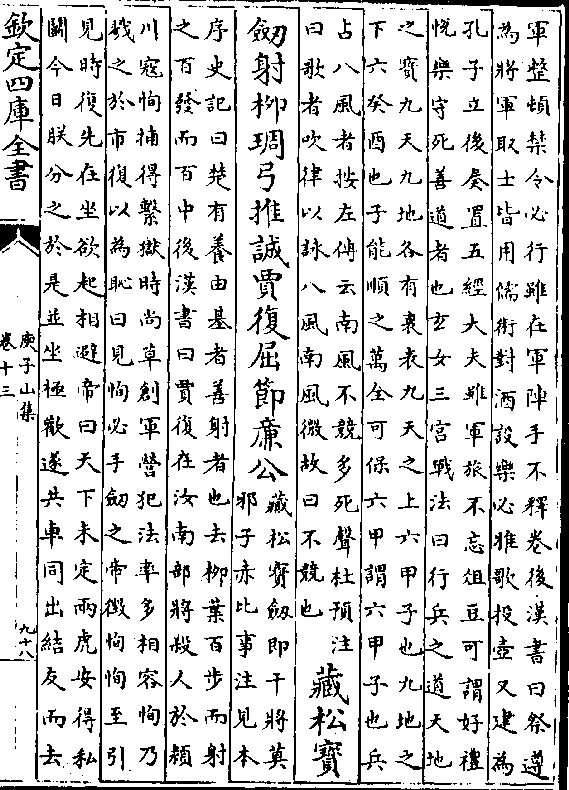 軍整頓禁令必行雖在軍陣手不釋卷後漢書曰祭遵
為將軍取士皆用儒術對酒設樂必雅歌投壺又建為
孔子立後奏置五經大夫雖軍旅不忘俎豆可謂好禮
悅樂守死善道者也玄女三宮戰法曰行兵之道天地
之寶九天九地各有裏表九天之上六甲子也九地之
下六癸酉也子能順之萬全可保六甲謂六甲子也兵
占八風者按左傳云南風不競多死聲杜預注
曰歌者吹律以詠八風南風微故曰不競也
藏松寶
劒射柳琱弓推誠賈復屈節亷公
藏松寶劒即干將莫
邪子赤比事注見本
序史記曰楚有養由基者善射者也去柳葉百步而射
之百發而百中後漢書曰賈復在汝南部將殺人於潁
川寇恂捕得繫獄時尚草創軍營犯法率多相容恂乃
戮之於市復以為恥曰見恂必手劒之帝徵恂恂至引
見時復先在坐欲起相避帝曰天下未定兩虎安得私
鬬今日朕分之於是並坐極歡遂共車同出結友而去
欽定四庫全書
庾子山集
卷十三
九十八